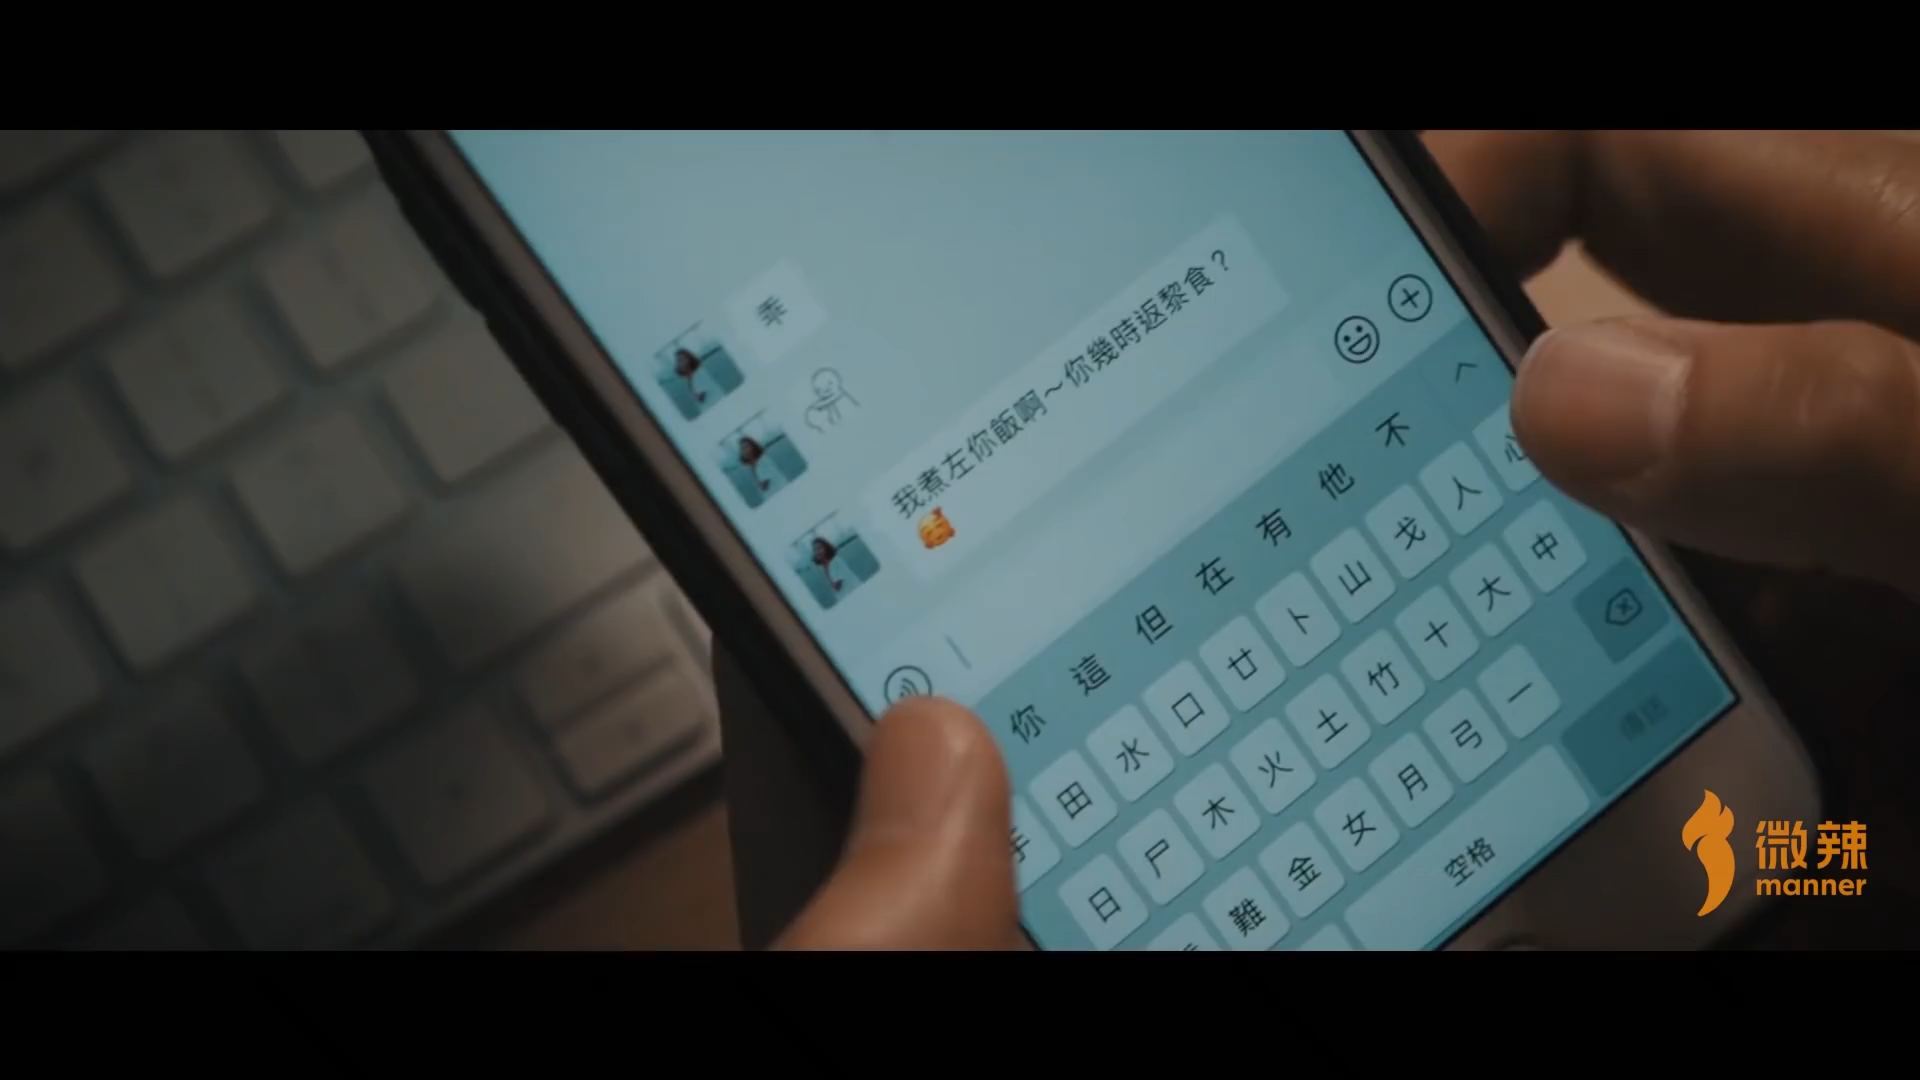 乖
我煮左你飯啊~你幾時返黎食？
你 這 但 在 有 他 不
手 田 水 口 廿 卜 山 戈 人 心
日 尸 木 火 土 竹 十 大 中
難 金 女 月 弓 一
空格
微辣
manner